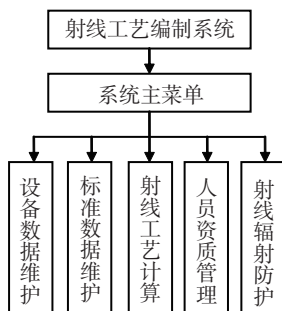 射线工艺编制系统
系统主菜单
设备数据维护
标准数据维护
射线工艺计算
人员资质管理
射线辐射防护